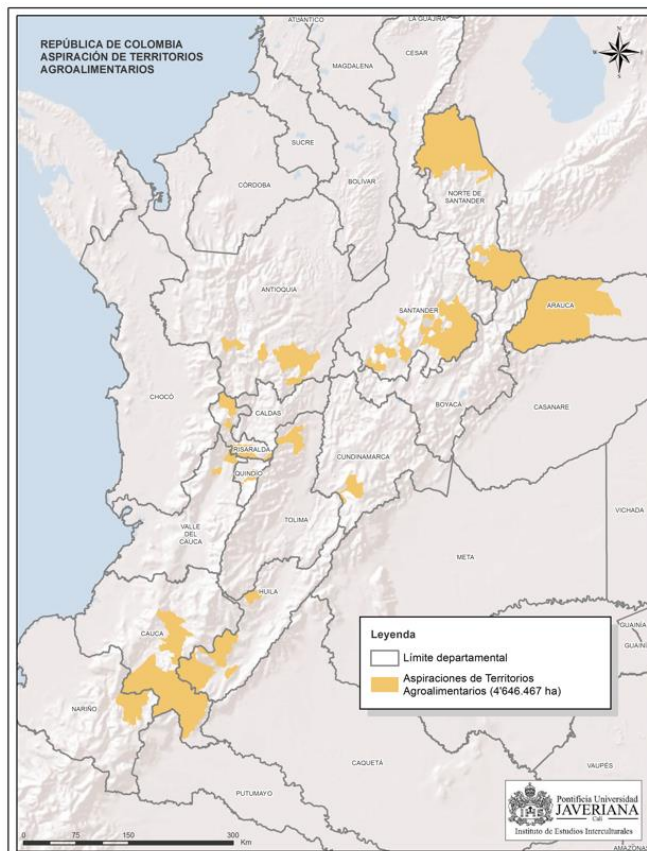 REPÚBLICA DE COLOMBIA
ASPIRACIÓN DE TERRITORIOS
AGROALIMENTARIOS
ATLÁNTICO
LA GUAJIRA
N
S
MAGDALENA
CESAR
SUCRE
CÓRDOBA
BOLÍVAR
NORTE DE
SANTANDER
ANTIOQUIA
SANTANDER
ARAUCA
CHOCÓ
CALDAS
BOYACÁ
CASANARE
RISARALDA
CUNDINAMARCA
QUINDÍO
VICHADA
VALLE
DEL
CAUCA
TOLIMA
META
HUILA
GUAINÍA
GUAINÍ
CAUCA
NARIÑO
Leyenda
Límite departamental
Aspiraciones de Territorios
Agroalimentarios (4'646.467 ha)
CAQUETA
VAUPÉS
PUTUMAYO
AMAZONAS
Pontificia Universidad
JAVERIANA
Cali
Instituto de Estudios Interculturales
0 75 150 300
Km